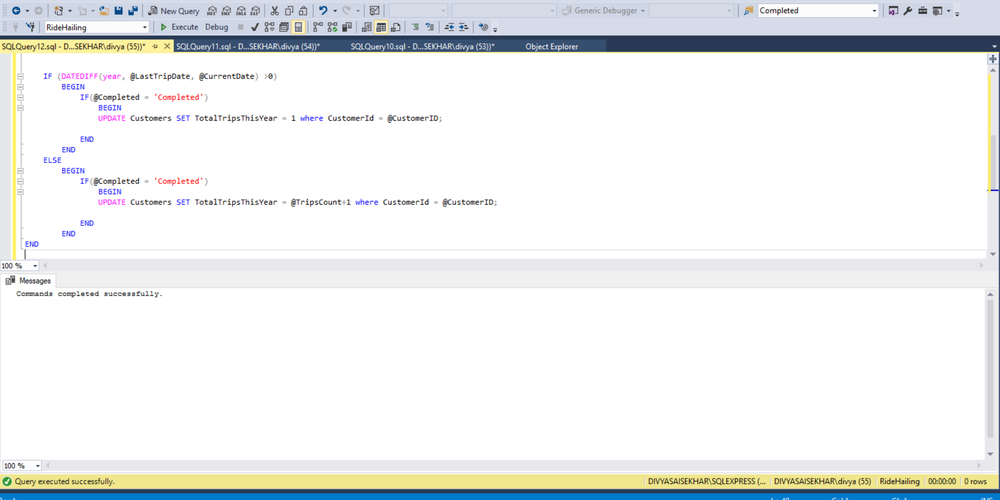 New Query MDX DMX XMLA DAX Generic Debugger Completed
RideHailing Execute Debug
SQLQuery12.sql - D...SEKHAR\divya (55))* SQLQuery11.sql - D...SEKHAR\divya (54))* SQLQuery10.sql - D...SEKHAR\divya (53))* Object Explorer
IF (DATEDIFF(year, @LastTripDate, @CurrentDate) >0)
BEGIN
IF(@Completed = 'Completed')
BEGIN
UPDATE Customers SET TotalTripsThisYear = 1 where CustomerId = @CustomerID;
END
END
ELSE
BEGIN
IF(@Completed = 'Completed')
BEGIN
UPDATE Customers SET TotalTripsThisYear = @TripsCount+1 where CustomerId = @CustomerID;
END
END
END
100 %
Messages
Commands completed successfully.
100 %
Query executed successfully. DIVYASAISEKHAR\SQLEXPRESS (... DIVYASAISEKHAR\divya (55) RideHailing 00:00:00 0 rows